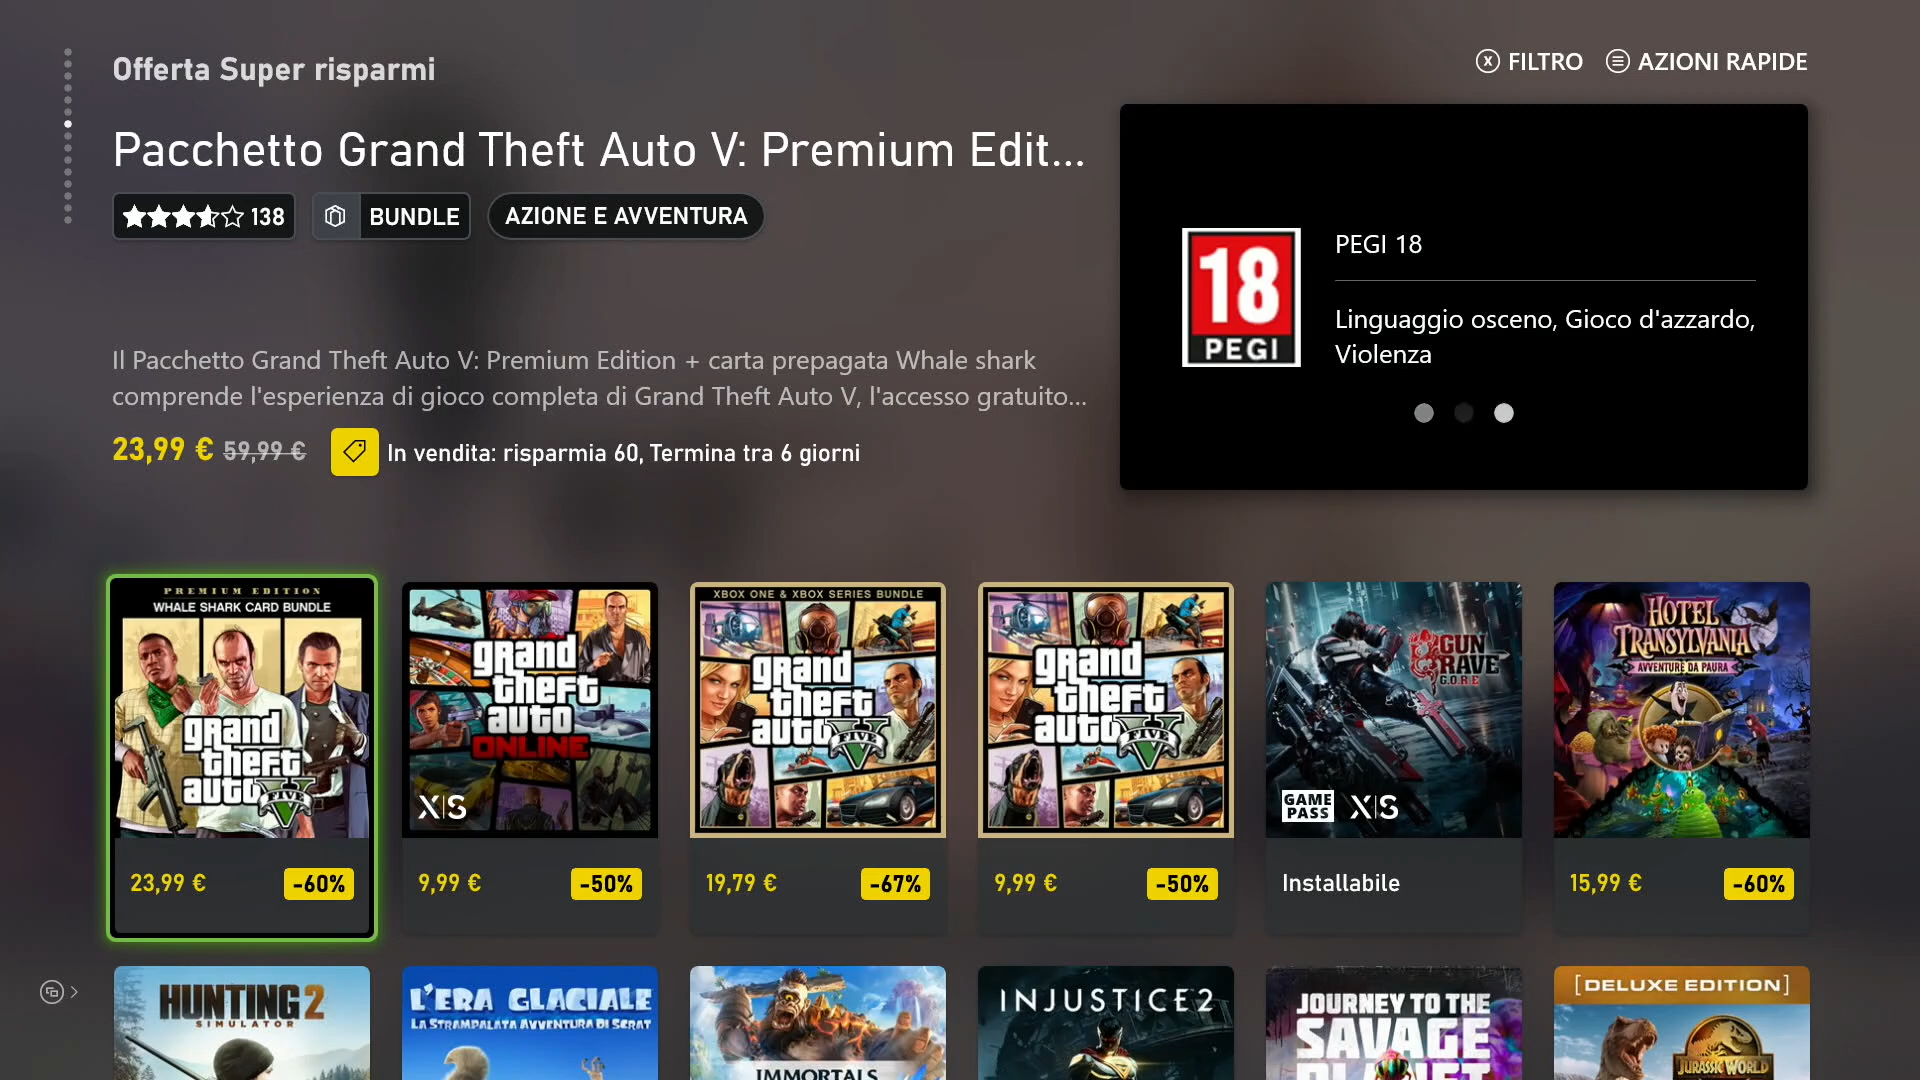 Offerta Super risparmi
FILTRO
AZIONI RAPIDE
Pacchetto Grand Theft Auto V: Premium Edit...
138
BUNDLE
AZIONE E AVVENTURA
Il Pacchetto Grand Theft Auto V: Premium Edition + carta prepagata Whale shark
comprende l'esperienza di gioco completa di Grand Theft Auto V, l'accesso gratuito...
23,99 € 59,99 €
In vendita: risparmia 60, Termina tra 6 giorni
18
PEGI
PEGI 18
Linguaggio osceno, Gioco d'azzardo,
Violenza
PREMIUM EDITION
WHALE SHARK CARD BUNDLE
grand
theft
auto V
FIVE
23,99 €
-60%
grand
theft
auto
ONLINE
X|S
9,99 €
-50%
XBOX ONE & XBOX SERIES BUNDLE
grand
theft
auto V
FIVE
19,79 €
-67%
grand
theft
auto V
FIVE
9,99 €
-50%
GUN
GRAVE
G.O.R.E
GAME
PASS
X|S
Installabile
HOTEL
TRANSYLVANIA
AVVENTURE DA PAURA
15,99 €
-60%
HUNTING 2
SIMULATOR
L'ERA GLACIALE
LA STRAMPALATA AVVENTURA DI SCRAT
IMMORTALS
INJUSTICE 2
JOURNEY TO THE
SAVAGE
PLANET
[DELUXE EDITION]
JURASSIC WORLD